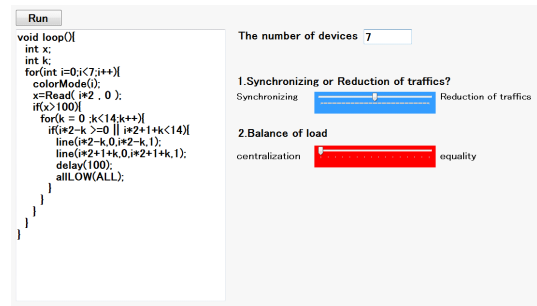 Run
void loop(){
int x;
int k;
for(int i=0;i<7;i++){
colorMode(i);
x=Read( i*2 , 0 );
if(x>100){
for(k = 0 ;k<14;k++){
if(i*2-k >=0 || i*2+1+k<14){
line(i*2-k,0,i*2-k,1);
line(i*2+1+k,0,i*2+1+k,1);
delay(100);
allLOW(ALL);
}
}
}
}
}
The number of devices 7
1.Synchronizing or Reduction of traffics?
Synchronizing Reduction of traffics
2.Balance of load
centralization equality